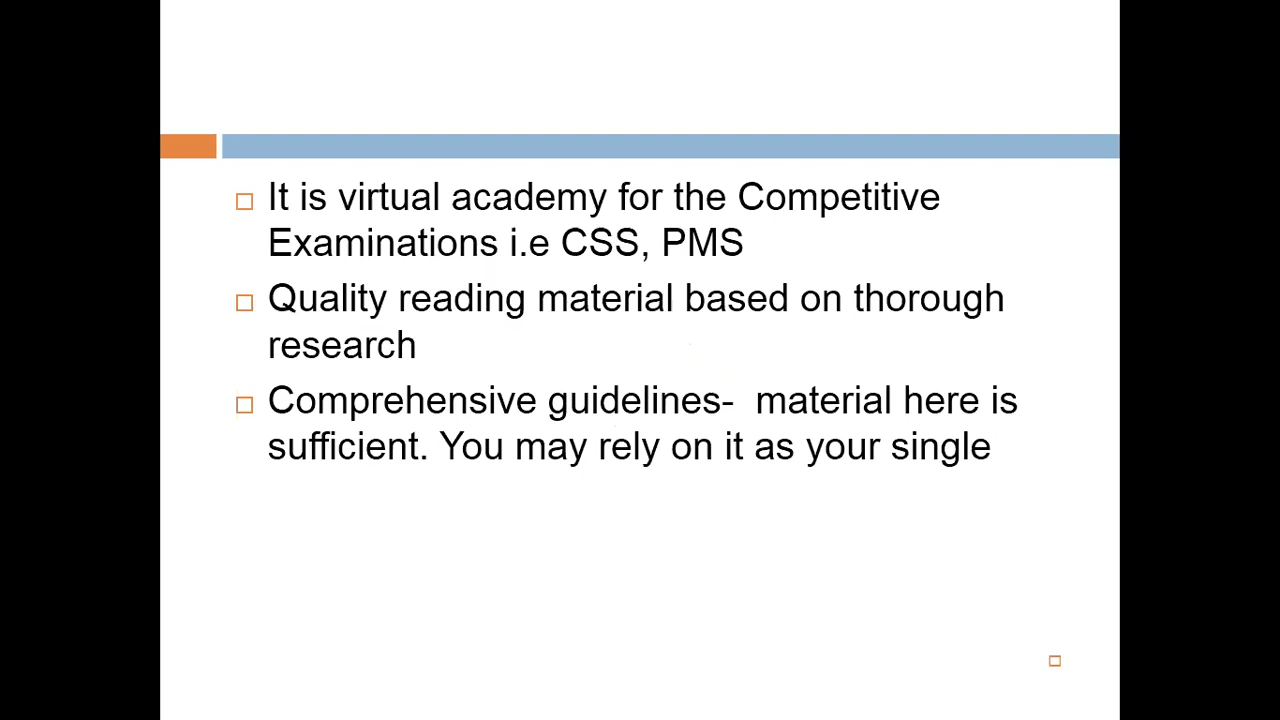 It is virtual academy for the Competitive
Examinations i.e CSS, PMS
Quality reading material based on thorough
research
Comprehensive guidelines-  material here is
sufficient. You may rely on it as your single